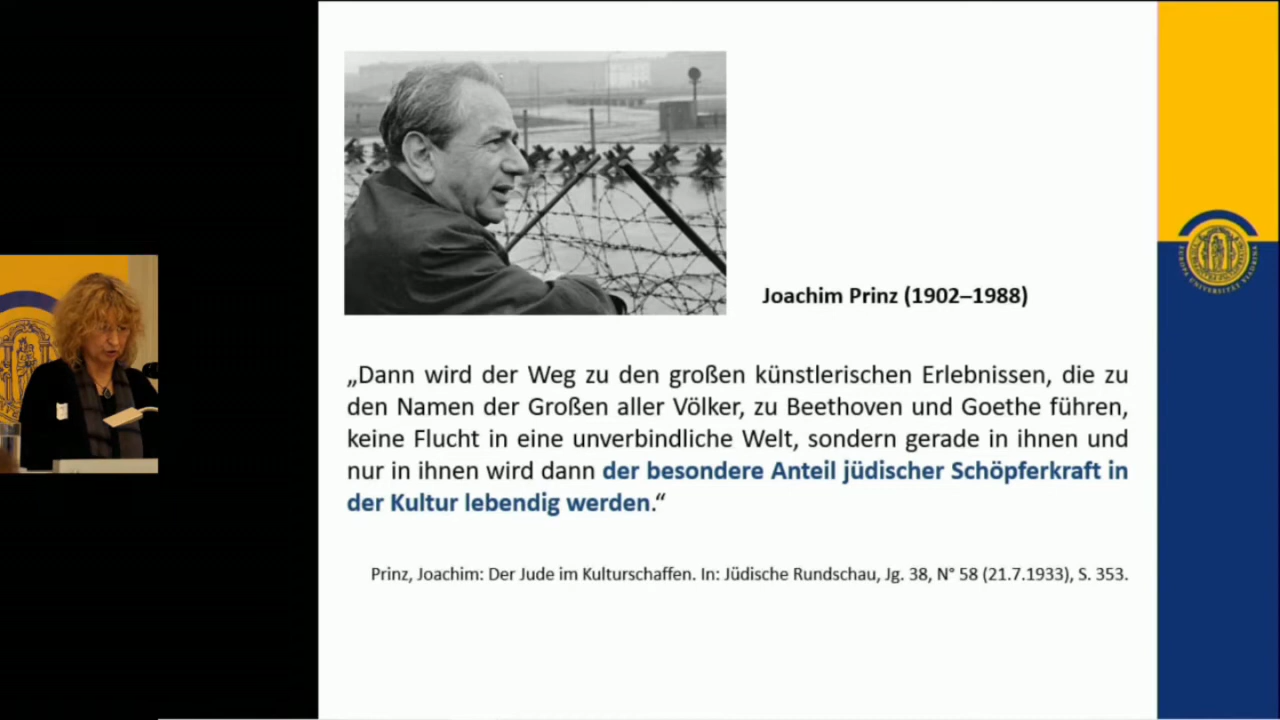 Joachim Prinz (1902–1988)
„Dann wird der Weg zu den großen künstlerischen Erlebnissen, die zu
den Namen der Großen aller Völker, zu Beethoven und Goethe führen,
keine Flucht in eine unverbindliche Welt, sondern gerade in ihnen und
nur in ihnen wird dann der besondere Anteil jüdischer Schöpferkraft in
der Kultur lebendig werden.“
Prinz, Joachim: Der Jude im Kulturschaffen. In: Jüdische Rundschau, Jg. 38, N° 58 (21.7.1933), S. 353.
EUROPA UNIVERSITÄT VIADRINA